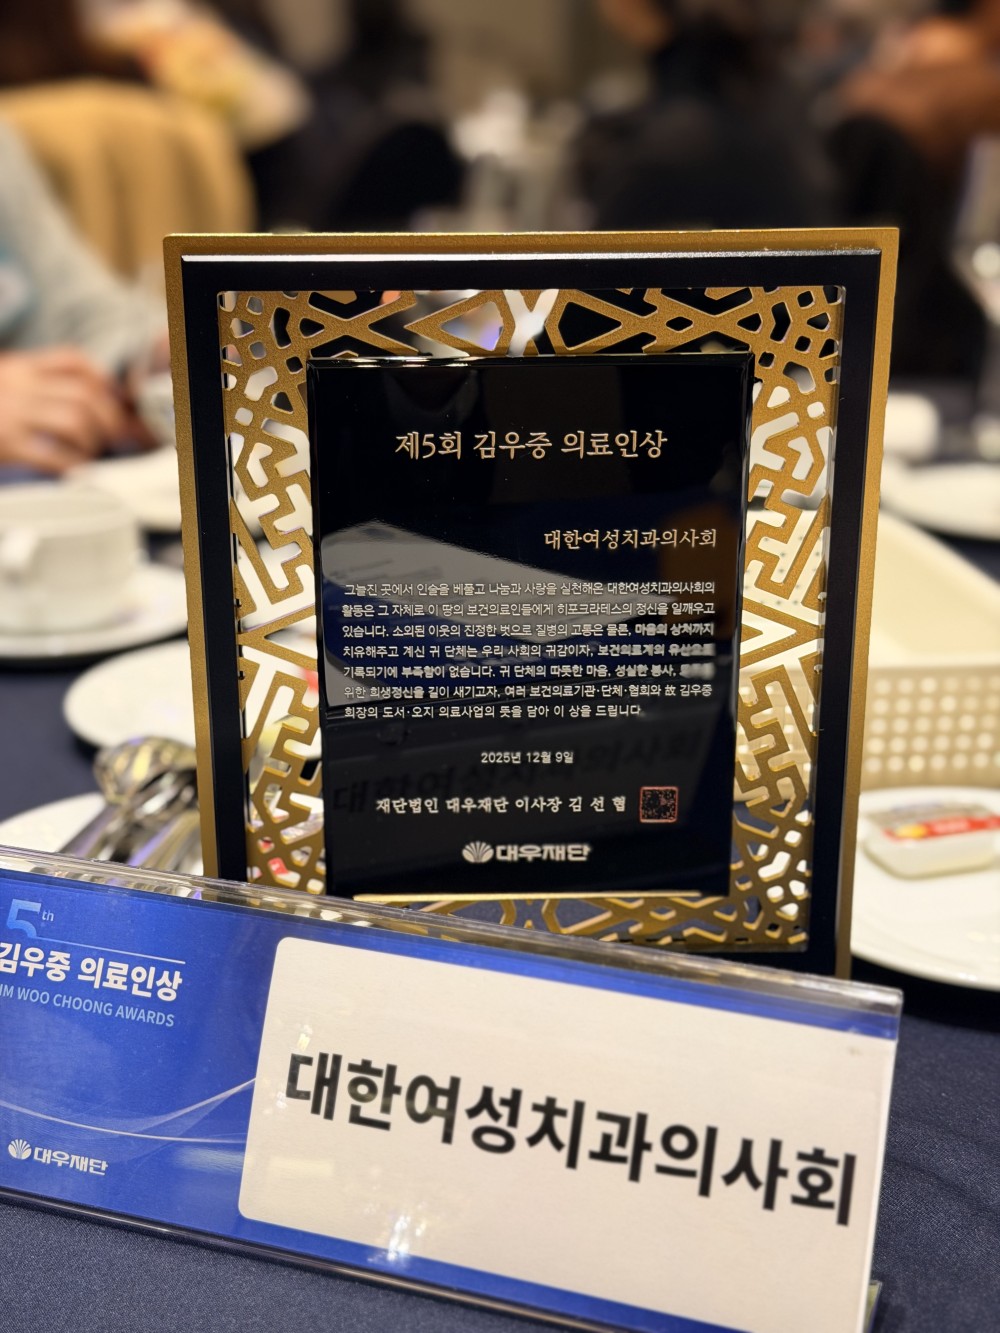 제5회 김우중 의료인상
대한여성치과의사회
그늘진 곳에서 인술을 베풀고 나눔과 사랑을 실천해온 대한여성치과의사회의
활동은 그 자체로 이 땅의 보건의료인들에게 히포크라테스의 정신을 일깨우고
있습니다. 소외된 이웃의 진정한 벗으로 질병의 고통은 물론, 마음의 상처까지
치유해주고 계신 귀 단체는 우리 사회의 귀감이자, 보건의료계의 유산으로
기록되기에 부족함이 없습니다. 귀 단체의 따뜻한 마음, 성실한 봉사,
위한 희생정신을 길이 새기고자, 여러 보건의료기관·단체·협회와 故 김우중
회장의 도서·오지 의료사업의 뜻을 담아 이 상을 드립니다
2025년 12월 9일
재단법인 대우재단 이사장 김 선 협
대우재단
5th
김우중 의료인상
IM WOO CHOONG AWARDS
대우재단
대한여성치과의사회